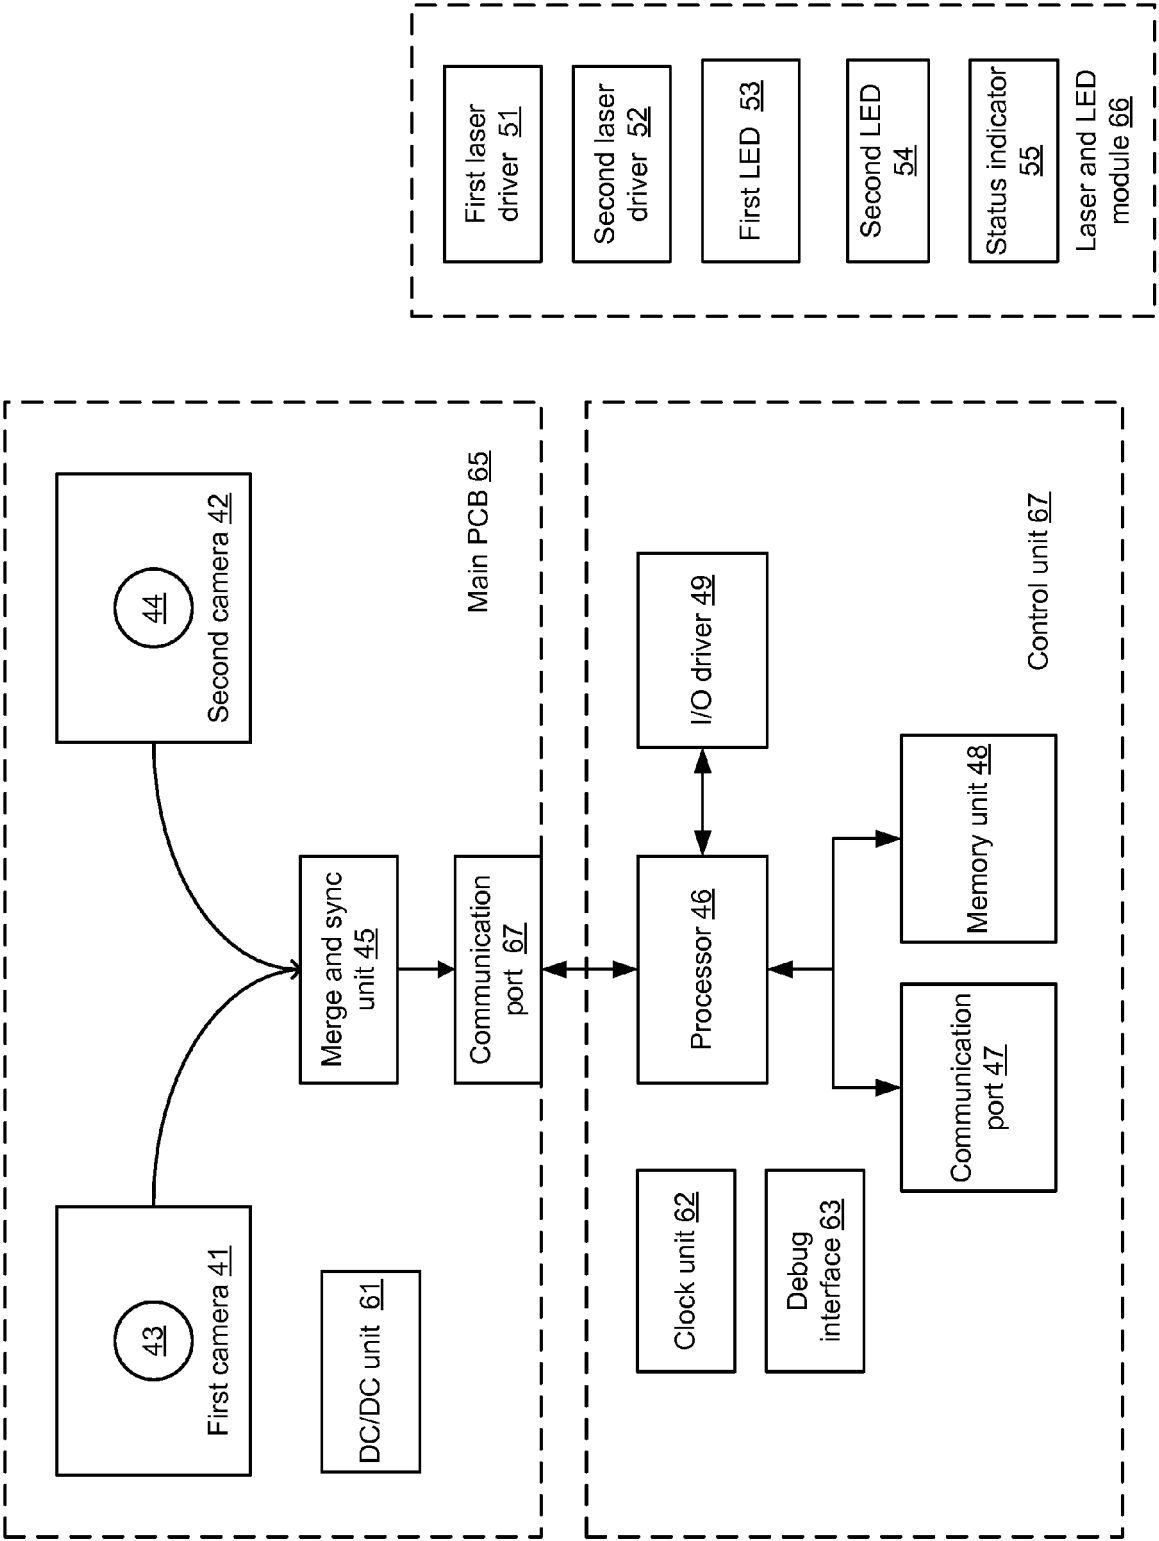 First camera 41
43
Second camera 42
44
DC/DC unit 61
Merge and sync
unit 45
Communication
port 67
Main PCB 65
Clock unit 62
Debug
interface 63
Processor 46
I/O driver 49
Communication
port 47
Memory unit 48
Control unit 67
First laser
driver 51
Second laser
driver 52
First LED 53
Second LED
54
Status indicator
55
Laser and LED
module 66